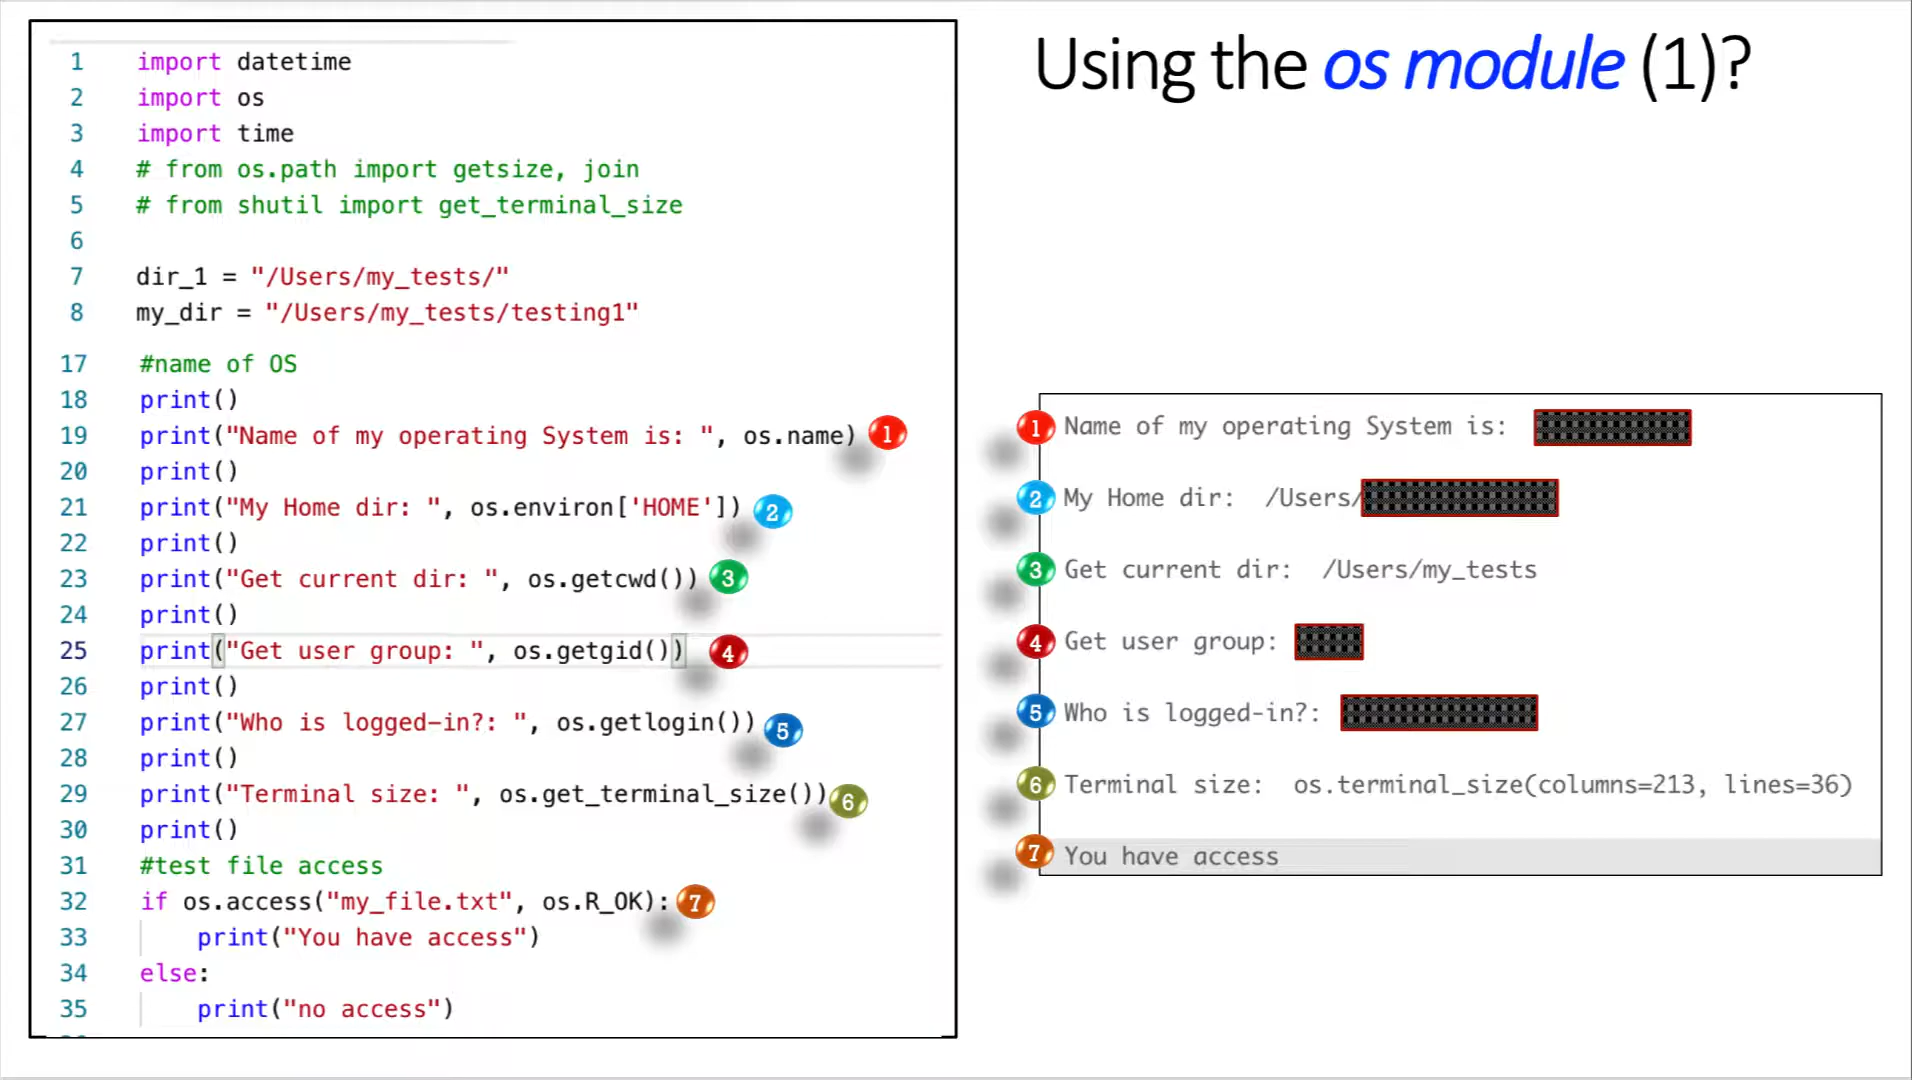 Using the os module (1)?
1 import datetime
2 import os
3 import time
4 # from os.path import getsize, join
5 # from shutil import get_terminal_size
6
7 dir_1 = "/Users/my_tests/"
8 my_dir = "/Users/my_tests/testing1"
17 #name of OS
18 print()
19 print("Name of my operating System is: ", os.name) 1
20 print()
21 print("My Home dir: ", os.environ['HOME']) 2
22 print()
23 print("Get current dir: ", os.getcwd()) 3
24 print()
25 print("Get user group: ", os.getgid()) 4
26 print()
27 print("Who is logged-in?: ", os.getlogin()) 5
28 print()
29 print("Terminal size: ", os.get_terminal_size()) 6
30 print()
31 #test file access
32 if os.access("my_file.txt", os.R_OK): 7
33 print("You have access")
34 else:
35 print("no access")
1 Name of my operating System is:
2 My Home dir: /Users/
3 Get current dir: /Users/my_tests
4 Get user group:
5 Who is logged-in?:
6 Terminal size: os.terminal_size(columns=213, lines=36)
7 You have access